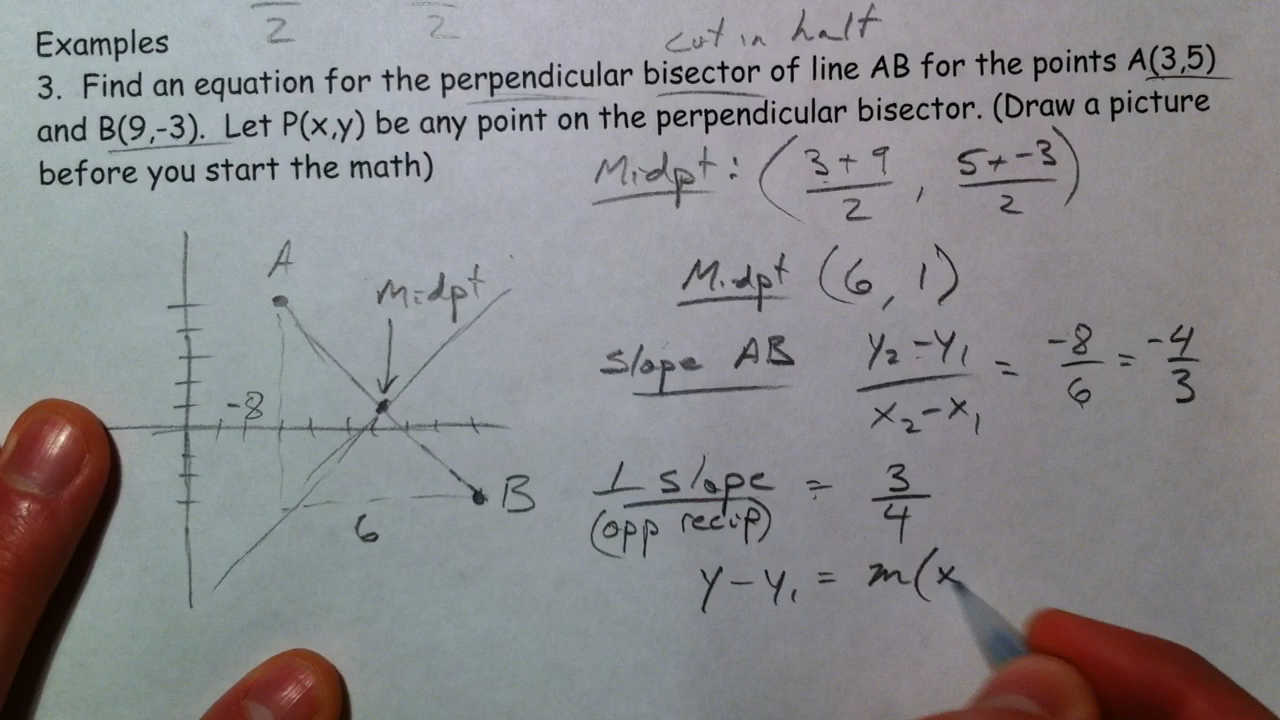 2 2
cut in half
Examples
3. Find an equation for the perpendicular bisector of line AB for the points A(3,5)
and B(9,-3). Let P(x,y) be any point on the perpendicular bisector. (Draw a picture
before you start the math)
Midpt: (3+9/2, 5+-3/2)
A
Midpt
Midpt (6, 1)
Slope AB y₂-y₁/x₂-x₁ = -8/6 = -4/3
-8
B
6
⊥ slope = 3/4
(opp recip)
y-y₁ = m(x